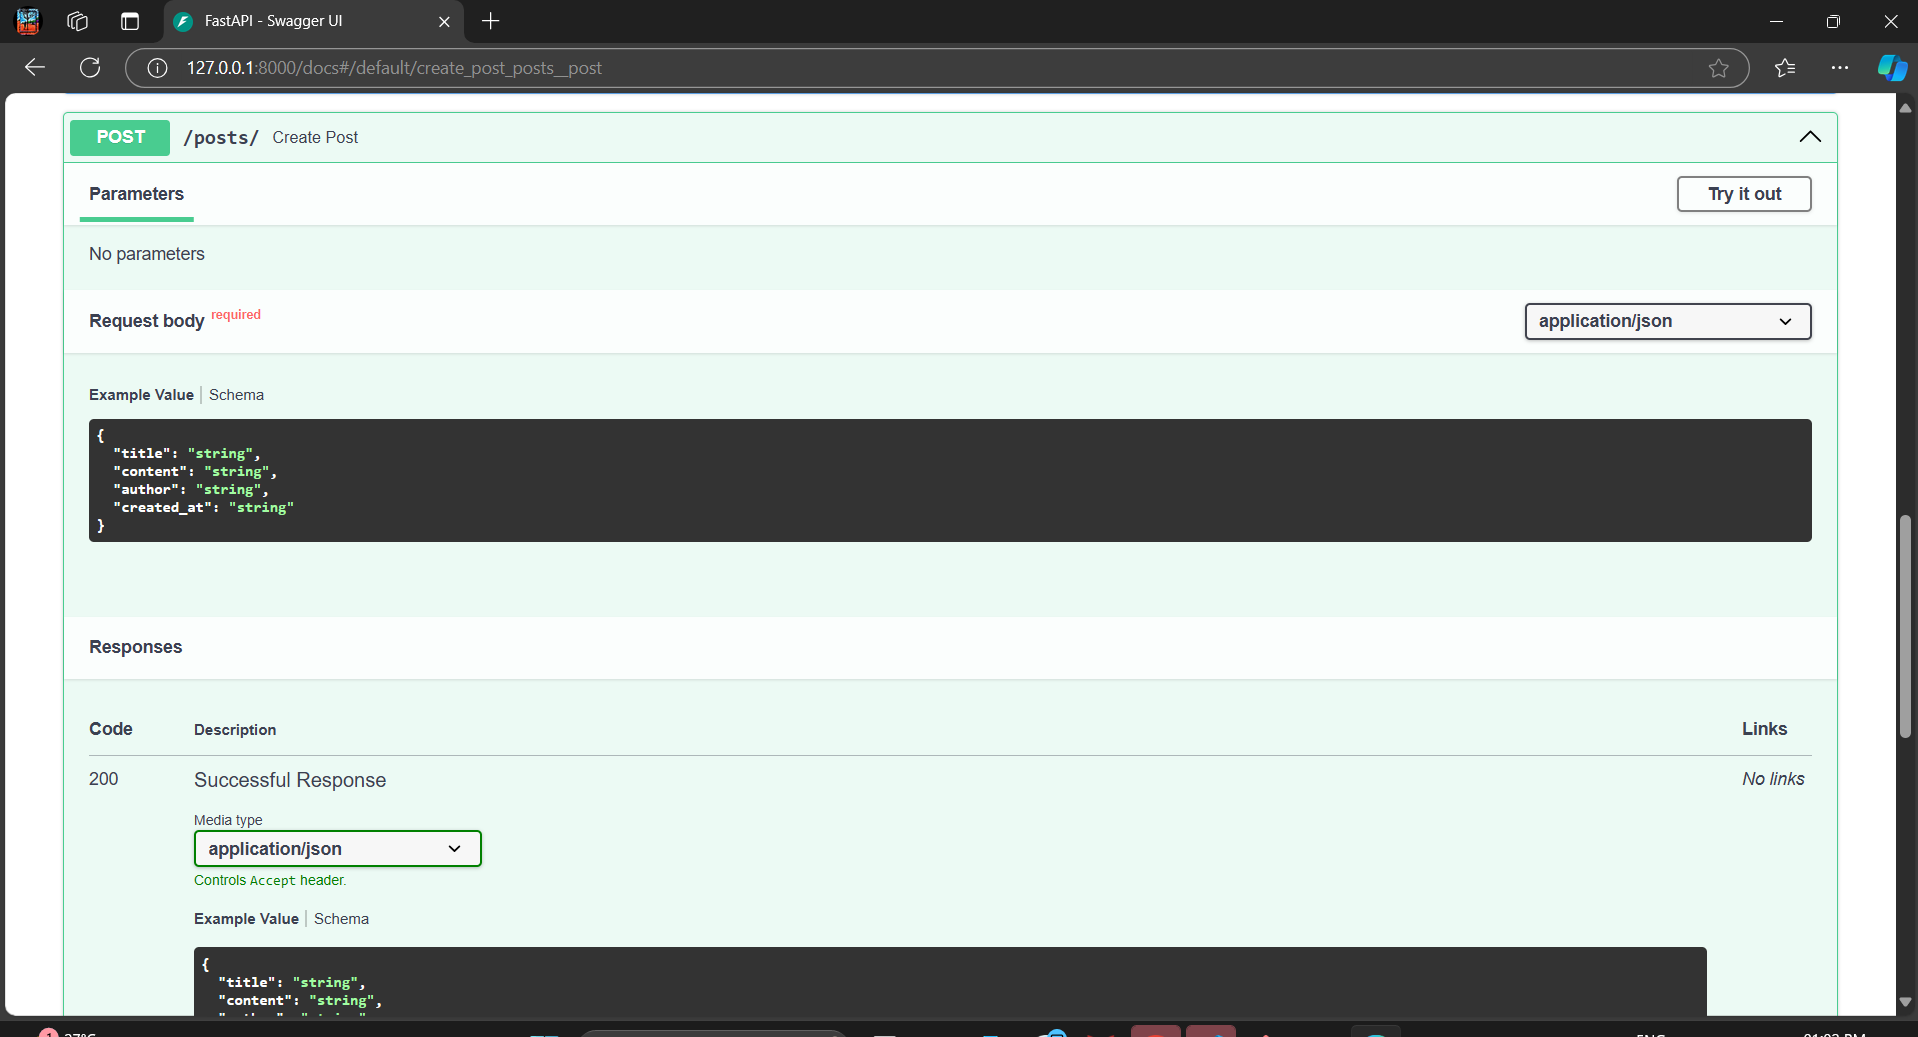 FastAPI - Swagger UI
127.0.0.1:8000/docs#/default/create_post_posts__post
POST /posts/ Create Post
Parameters
Try it out
No parameters
Request body required
application/json
Example Value | Schema
{
"title": "string",
"content": "string",
"author": "string",
"created_at": "string"
}
Responses
Code Description Links
200 Successful Response No links
Media type
application/json
Controls Accept header.
Example Value | Schema
{
"title": "string",
"content": "string",